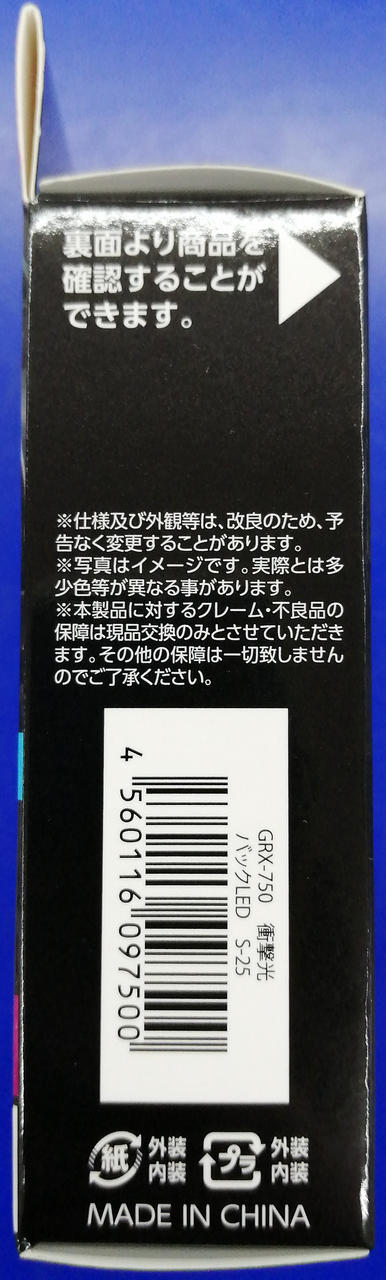 裏面より商品を
確認することが
できます。
※仕様及び外観等は、改良のため、予
告なく変更することがあります。
※写真はイメージです。実際とは多
少色等が異なる事があります。
※本製品に対するクレーム・不良品の
保障は現品交換のみとさせていただき
ます。その他の保障は一切致しません
のでご了承ください。
GRX-750 衝撃光
バックLED S-25
4 560116 097500
紙 外装
内装
プラ 外装
内装
MADE IN CHINA